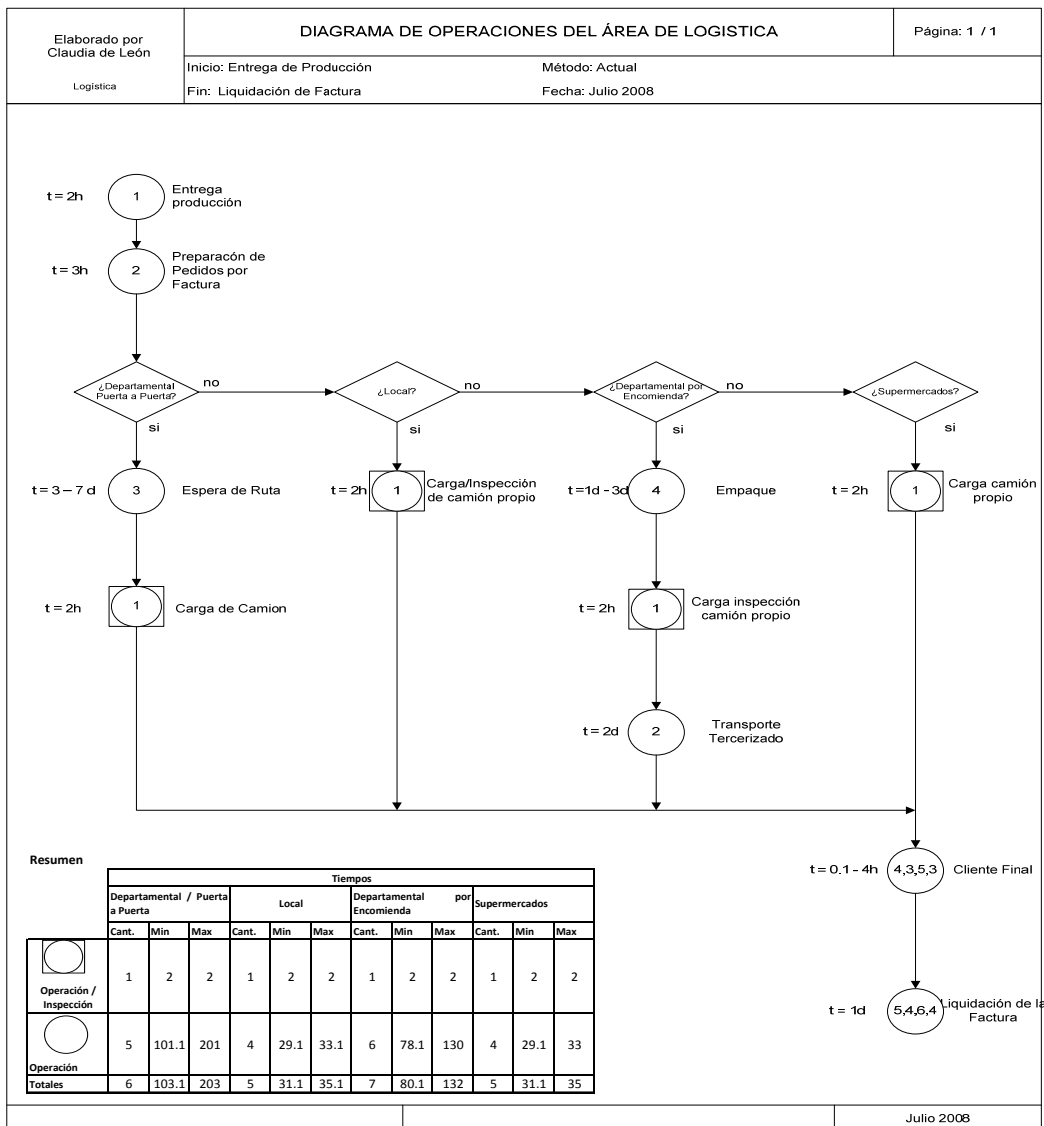 Elaborado por
Claudia de León
Logística
DIAGRAMA DE OPERACIONES DEL ÁREA DE LOGISTICA
Página: 1 / 1
Inicio: Entrega de Producción
Método: Actual
Fin: Liquidación de Factura
Fecha: Julio 2008
t = 2h
1
Entrega
producción
t = 3h
2
Preparacón de
Pedidos por
Factura
¿Departamental
Puerta a Puerta?
no
¿Local?
no
¿Departamental por
Encomienda?
no
¿Supermercados?
si
si
si
si
t = 3 – 7 d
3
Espera de Ruta
t = 2h
1
Carga/Inspección
de camión propio
t=1d - 3d
4
Empaque
t = 2h
1
Carga camión
propio
t = 2h
1
Carga de Camion
t = 2h
1
Carga inspección
camión propio
t = 2d
2
Transporte
Tercerizado
t = 0.1 - 4h
4,3,5,3
Cliente Final
t = 1d
5,4,6,4
Liquidación de la
Factura
Resumen
Tiempos
Departamental / Puerta
a Puerta
Local
Departamental por
Encomienda
Supermercados
Cant. Min Max Cant. Min Max Cant. Min Max Cant. Min Max
Operación /
Inspección
1 2 2 1 2 2 1 2 2 1 2 2
Operación
5 101.1 201 4 29.1 33.1 6 78.1 130 4 29.1 33
Totales 6 103.1 203 5 31.1 35.1 7 80.1 132 5 31.1 35
Julio 2008